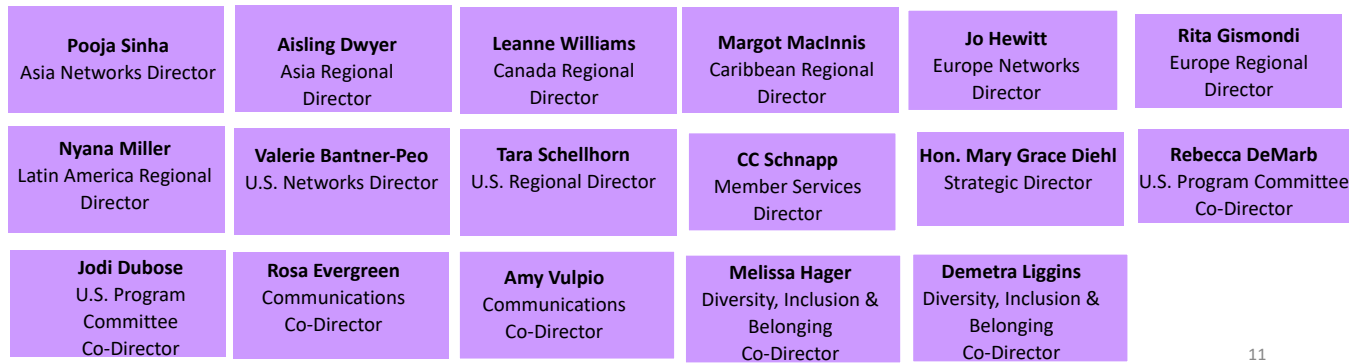 Pooja Sinha
Asia Networks Director
Aisling Dwyer
Asia Regional
Director
Leanne Williams
Canada Regional
Director
Margot MacInnis
Caribbean Regional
Director
Jo Hewitt
Europe Networks
Director
Rita Gismondi
Europe Regional
Director
Nyana Miller
Latin America Regional
Director
Valerie Bantner-Peo
U.S. Networks Director
Tara Schellhorn
U.S. Regional Director
CC Schnapp
Member Services
Director
Hon. Mary Grace Diehl
Strategic Director
Rebecca DeMarb
U.S. Program Committee
Co-Director
Jodi Dubose
U.S. Program
Committee
Co-Director
Rosa Evergreen
Communications
Co-Director
Amy Vulpio
Communications
Co-Director
Melissa Hager
Diversity, Inclusion &
Belonging
Co-Director
Demetra Liggins
Diversity, Inclusion &
Belonging
Co-Director
11